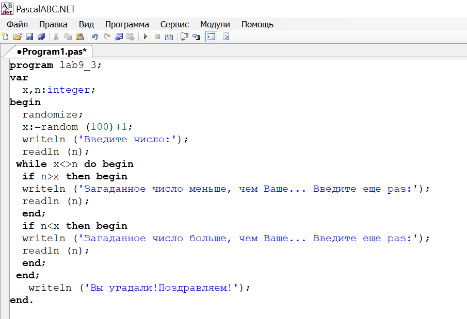 PascalABC.NET
Файл Правка Вид Программа Сервис Модули Помощь
●Program1.pas*
program lab9_3;
var
x,n:integer;
begin
randomize;
x:=random (100)+1;
writeln ('Введите число:');
readln (n);
while x<>n do begin
if n>x then begin
writeln ('Загаданное число меньше, чем Ваше... Введите еще раз:');
readln (n);
end;
if n<x then begin
writeln ('Загаданное число больше, чем Ваше... Введите еще раз:');
readln (n);
end;
end;
writeln ('Вы угадали!Поздравляем!');
end.